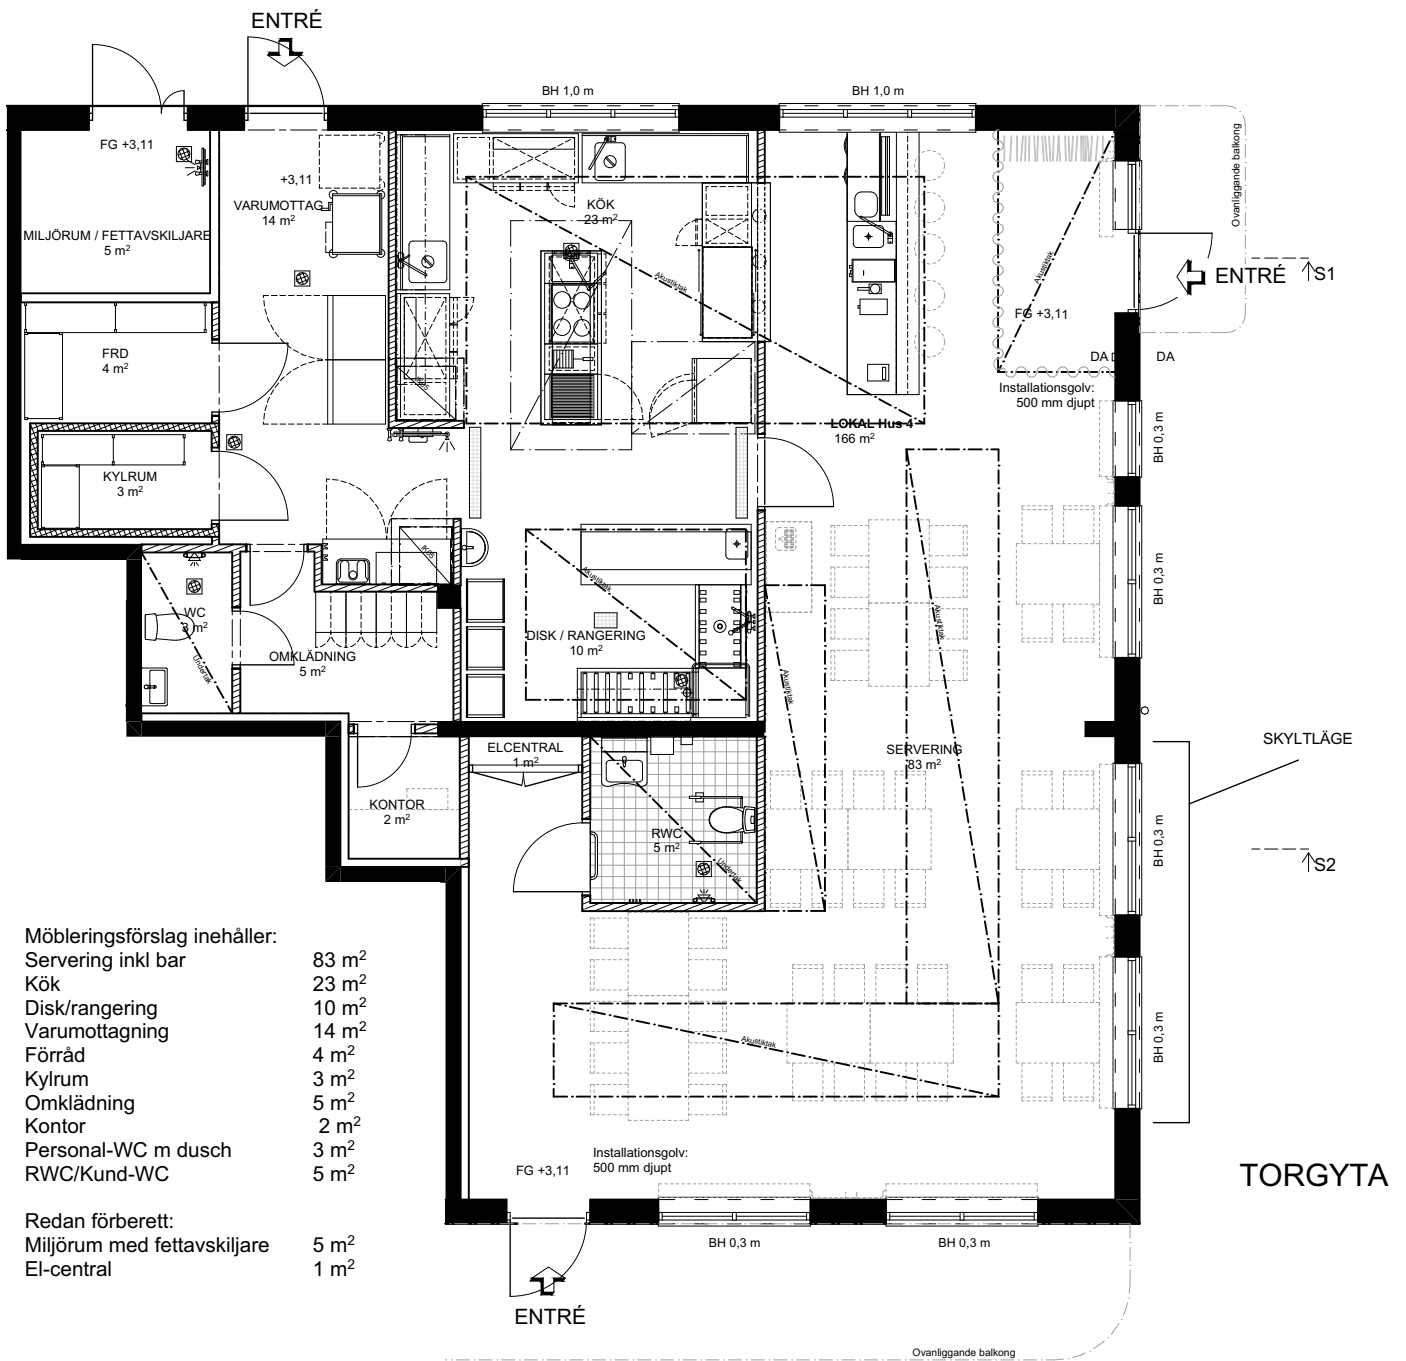 ENTRÉ
BH 1,0 m
BH 1,0 m
FG +3,11
Ovanliggande balkong
+3,11
VARUMOTTAG
14 m²
KÖK
23 m²
MILJÖRUM / FETTAVSKILJARE
5 m²
Akustiktak
Akustiktak
ENTRÉ
S1
FG +3,11
FRD
4 m²
DA
DA
K/S5
Installationsgolv:
500 mm djupt
LOKAL Hus 4
166 m²
BH 0,3 m
KYLRUM
3 m²
M
M
K/S5
Akustiktak
BH 0,3 m
WC
3 m²
Akustiktak
DISK / RANGERING
10 m²
OMKLÄDNING
5 m²
Undertak
Akustiktak
SKYLTLÄGE
ELCENTRAL
1 m²
SERVERING
83 m²
KONTOR
2 m²
RWC
5 m²
Undertak
BH 0,3 m
S2
Möbleringsförslag inehåller:
Servering inkl bar 83 m²
Kök 23 m²
Disk/rangering 10 m²
Varumottagning 14 m²
Förråd 4 m²
Kylrum 3 m²
Omklädning 5 m²
Kontor 2 m²
Personal-WC m dusch 3 m²
RWC/Kund-WC 5 m²
Akustiktak
BH 0,3 m
Installationsgolv:
500 mm djupt
FG +3,11
TORGYTA
Redan förberett:
Miljörum med fettavskiljare 5 m²
El-central 1 m²
BH 0,3 m
BH 0,3 m
ENTRÉ
Ovanliggande balkong